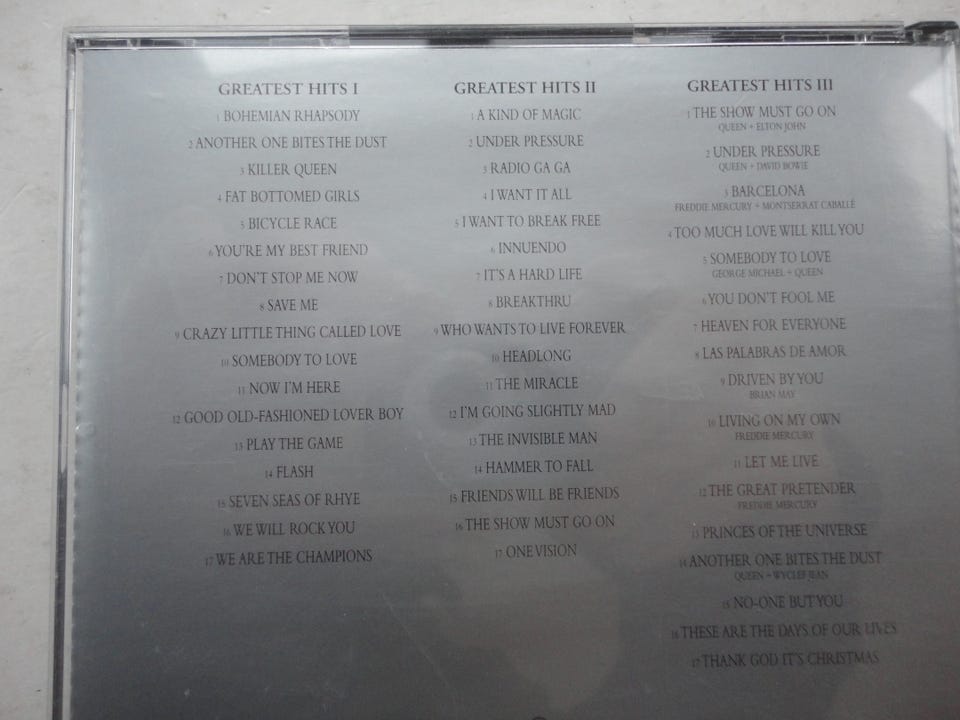 GREATEST HITS I
1 BOHEMIAN RHAPSODY
2 ANOTHER ONE BITES THE DUST
3 KILLER QUEEN
4 FAT BOTTOMED GIRLS
5 BICYCLE RACE
6 YOU'RE MY BEST FRIEND
7 DON'T STOP ME NOW
8 SAVE ME
9 CRAZY LITTLE THING CALLED LOVE
10 SOMEBODY TO LOVE
11 NOW I'M HERE
12 GOOD OLD-FASHIONED LOVER BOY
13 PLAY THE GAME
14 FLASH
15 SEVEN SEAS OF RHYE
16 WE WILL ROCK YOU
17 WE ARE THE CHAMPIONS
GREATEST HITS II
1 A KIND OF MAGIC
2 UNDER PRESSURE
3 RADIO GA GA
4 I WANT IT ALL
5 I WANT TO BREAK FREE
6 INNUENDO
7 IT'S A HARD LIFE
8 BREAKTHRU
9 WHO WANTS TO LIVE FOREVER
10 HEADLONG
11 THE MIRACLE
12 I'M GOING SLIGHTLY MAD
13 THE INVISIBLE MAN
14 HAMMER TO FALL
15 FRIENDS WILL BE FRIENDS
16 THE SHOW MUST GO ON
17 ONE VISION
GREATEST HITS III
1 THE SHOW MUST GO ON
QUEEN + ELTON JOHN
2 UNDER PRESSURE
QUEEN + DAVID BOWIE
3 BARCELONA
FREDDIE MERCURY + MONTSERRAT CABALLÉ
4 TOO MUCH LOVE WILL KILL YOU
5 SOMEBODY TO LOVE
GEORGE MICHAEL + QUEEN
6 YOU DON'T FOOL ME
7 HEAVEN FOR EVERYONE
8 LAS PALABRAS DE AMOR
9 DRIVEN BY YOU
BRIAN MAY
10 LIVING ON MY OWN
FREDDIE MERCURY
11 LET ME LIVE
12 THE GREAT PRETENDER
FREDDIE MERCURY
13 PRINCES OF THE UNIVERSE
14 ANOTHER ONE BITES THE DUST
QUEEN + WYCLEF JEAN
15 NO-ONE BUT YOU
16 THESE ARE THE DAYS OF OUR LIVES
17 THANK GOD IT'S CHRISTMAS